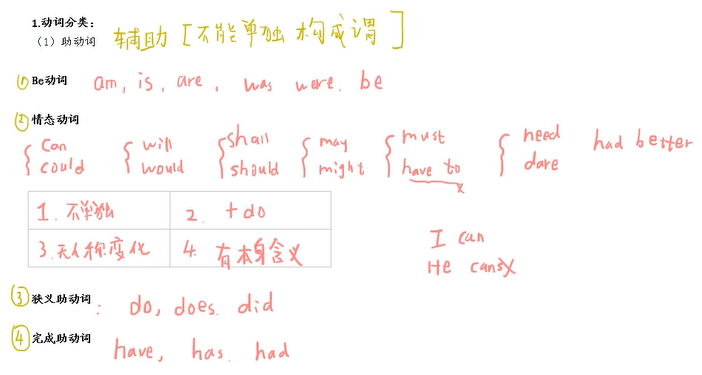 1.动词分类：
（1）助动词 辅助 [不能单独构成谓]
① Be动词 am, is, are, was were. be
② 情态动词
{can could {will would {shall should {may might {must have to {need dare had better
1. 不单独 2. +do
3.无人称变化 4. 有本身含义
I can
He cans X
③ 狭义助动词： do, does. did
④ 完成助动词 have, has. had